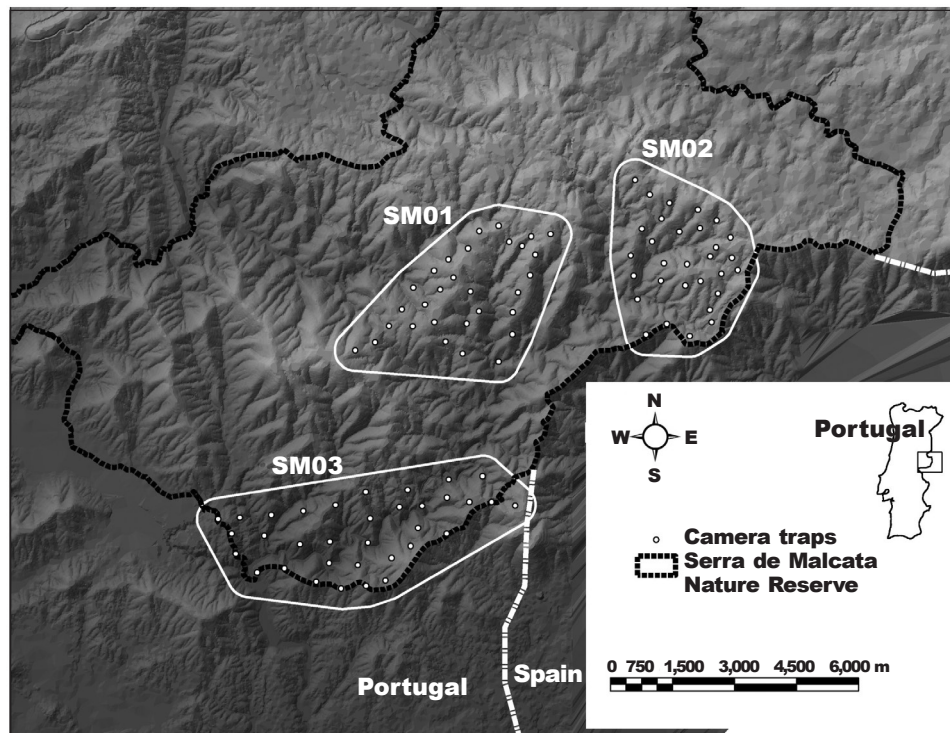 SM02
SM01
SM03
N
W E
S
Portugal
Camera traps
Serra de Malcata
Nature Reserve
0 750 1,500 3,000 4,500 6,000 m
Spain
Portugal